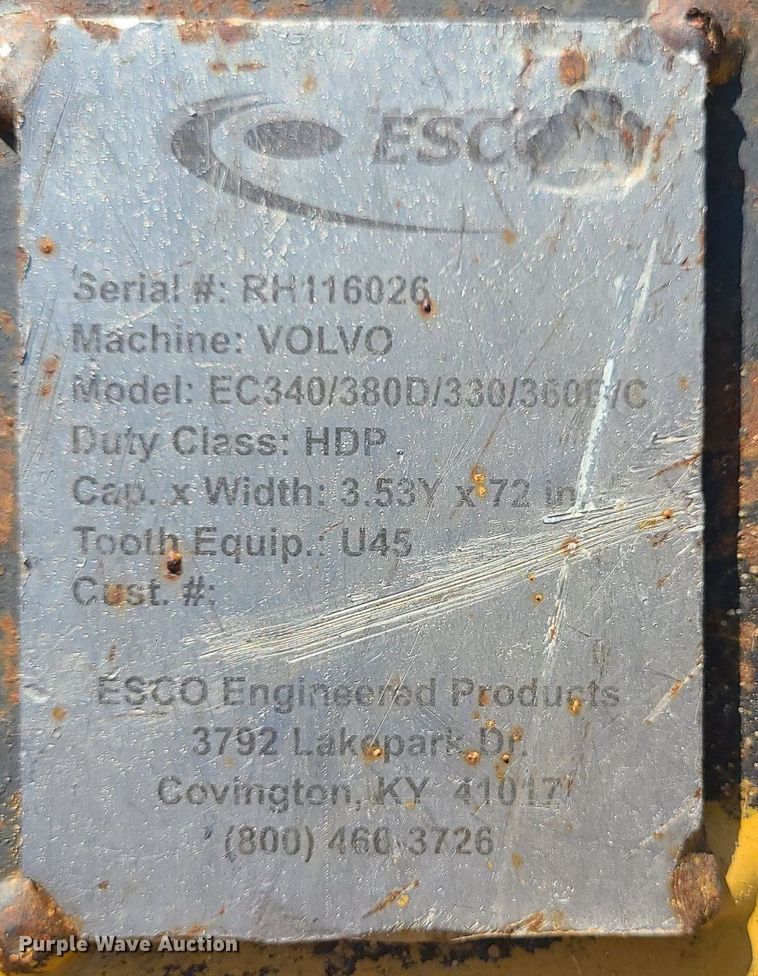 ESCO
Serial #: RH116026
Machine: VOLVO
Model: EC340/380D/330/360B/C
Duty Class: HDP
Cap. x Width: 3.53Y x 72 in
Tooth Equip.: U45
Cust. #:
ESCO Engineered Products
3792 Lakepark Dr.
Covington, KY 41017
(800) 460-3726
Purple Wave Auction